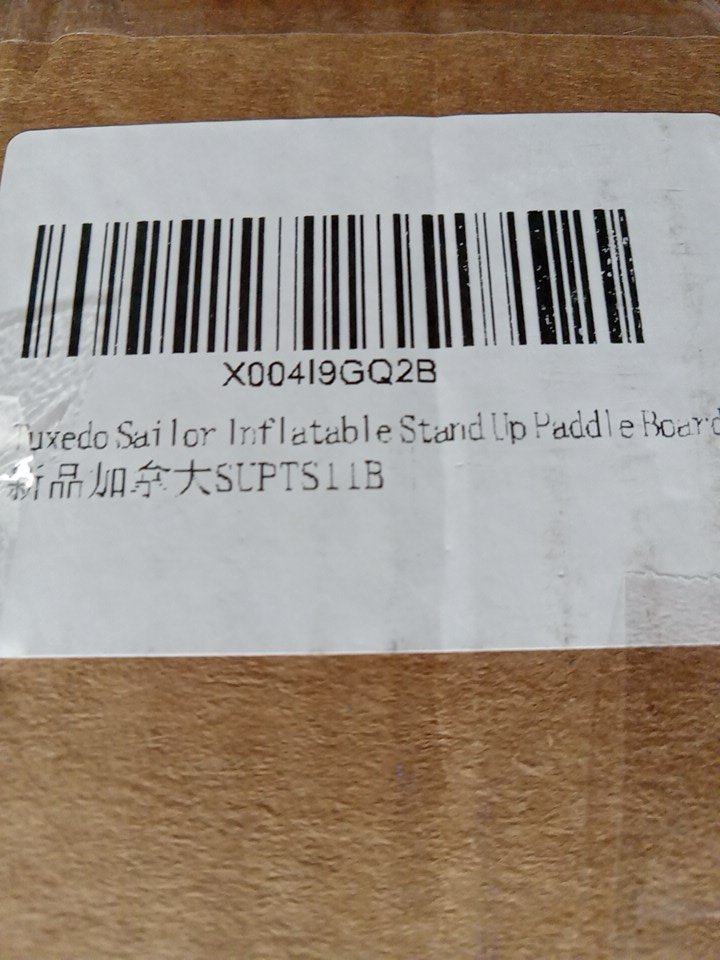 X004I9GQ2B
Tuxedo Sailor Inflatable Stand Up Paddle Board
新品加拿大SUPTS11B